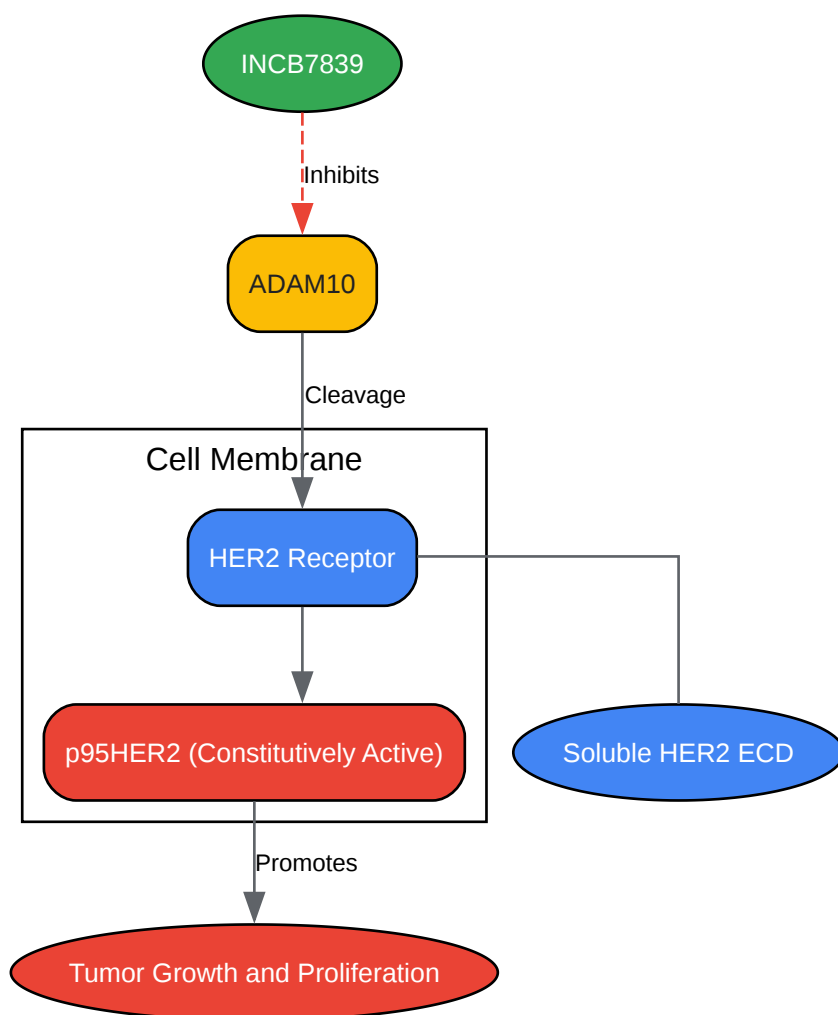 INCB7839
Inhibits
ADAM10
Cleavage
Cell Membrane
HER2 Receptor
p95HER2 (Constitutively Active)
Soluble HER2 ECD
Promotes
Tumor Growth and Proliferation